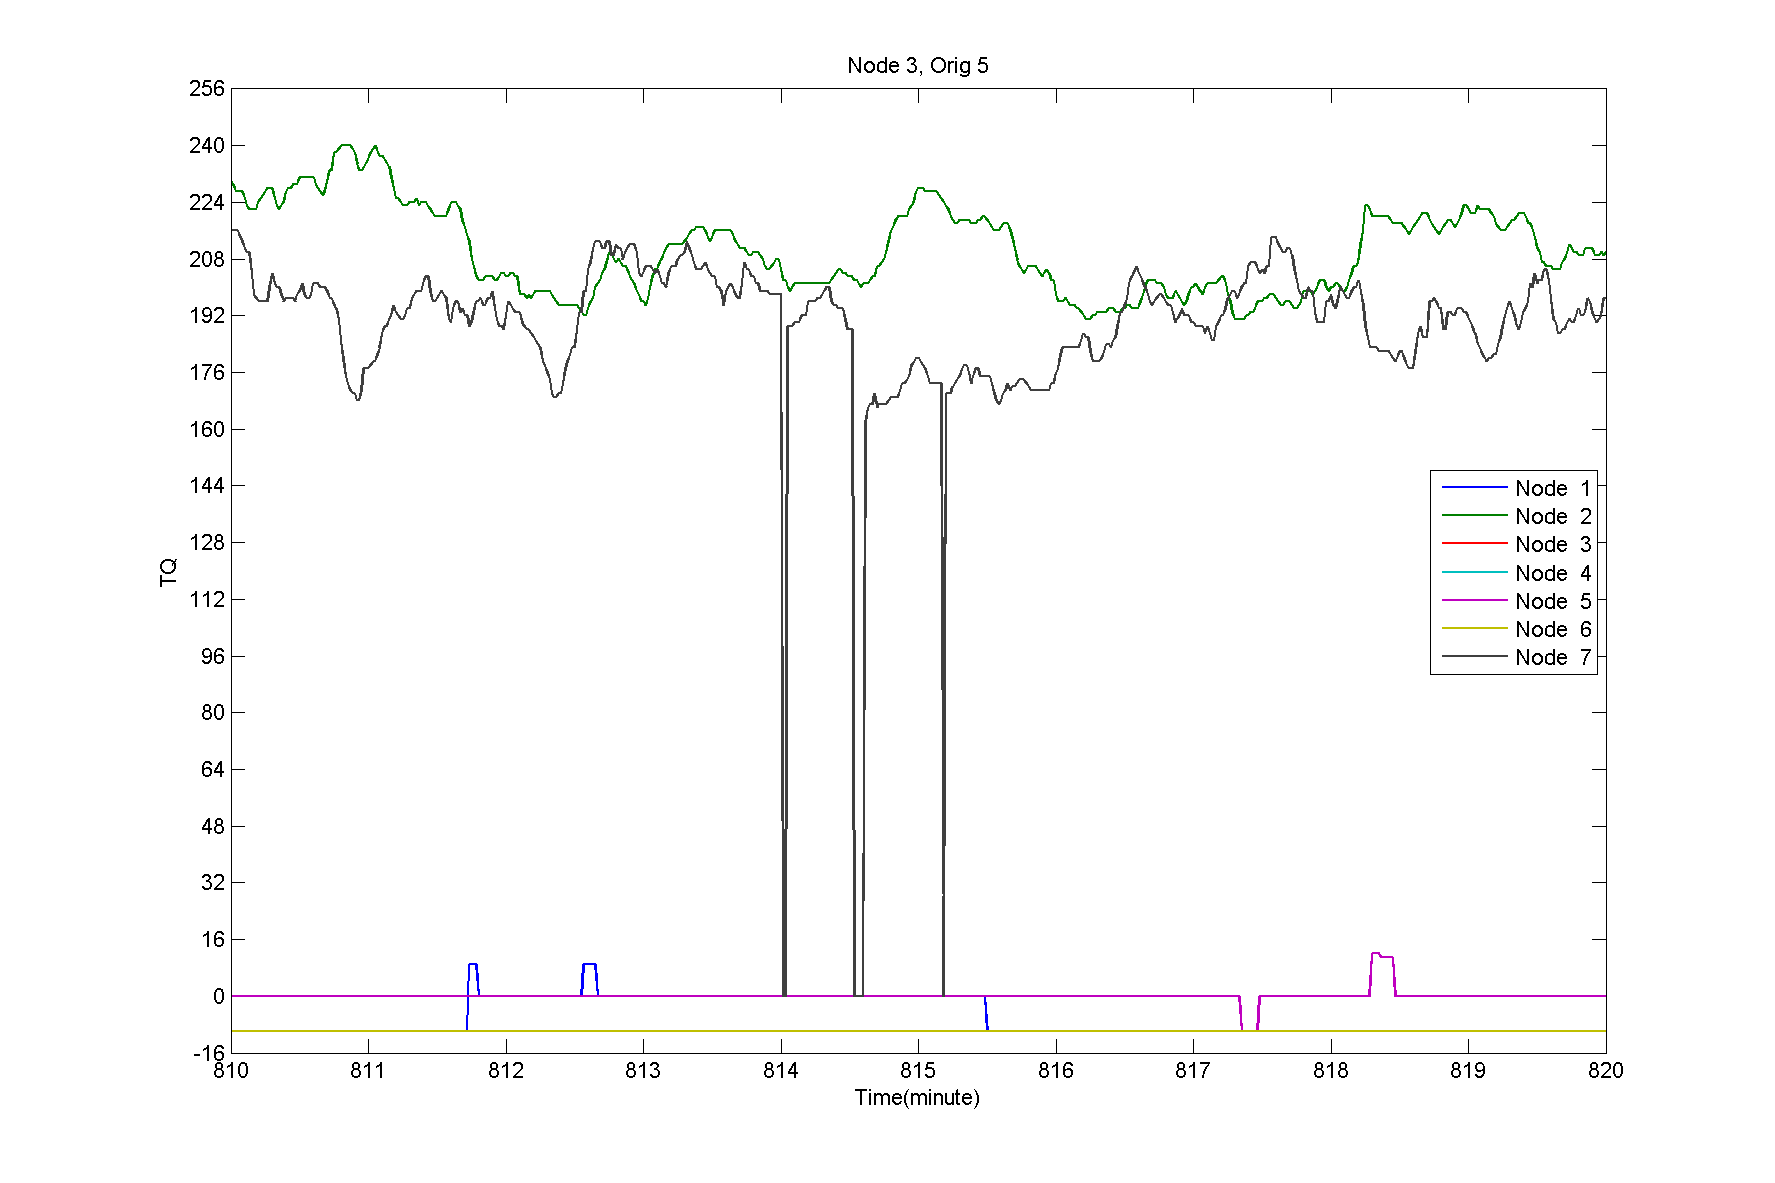 Node 3, Orig 5
256
240
224
208
192
176
160
144
128
112
96
80
64
48
32
16
0
-16
TQ
Node 1
Node 2
Node 3
Node 4
Node 5
Node 6
Node 7
810 811 812 813 814 815 816 817 818 819 820
Time(minute)